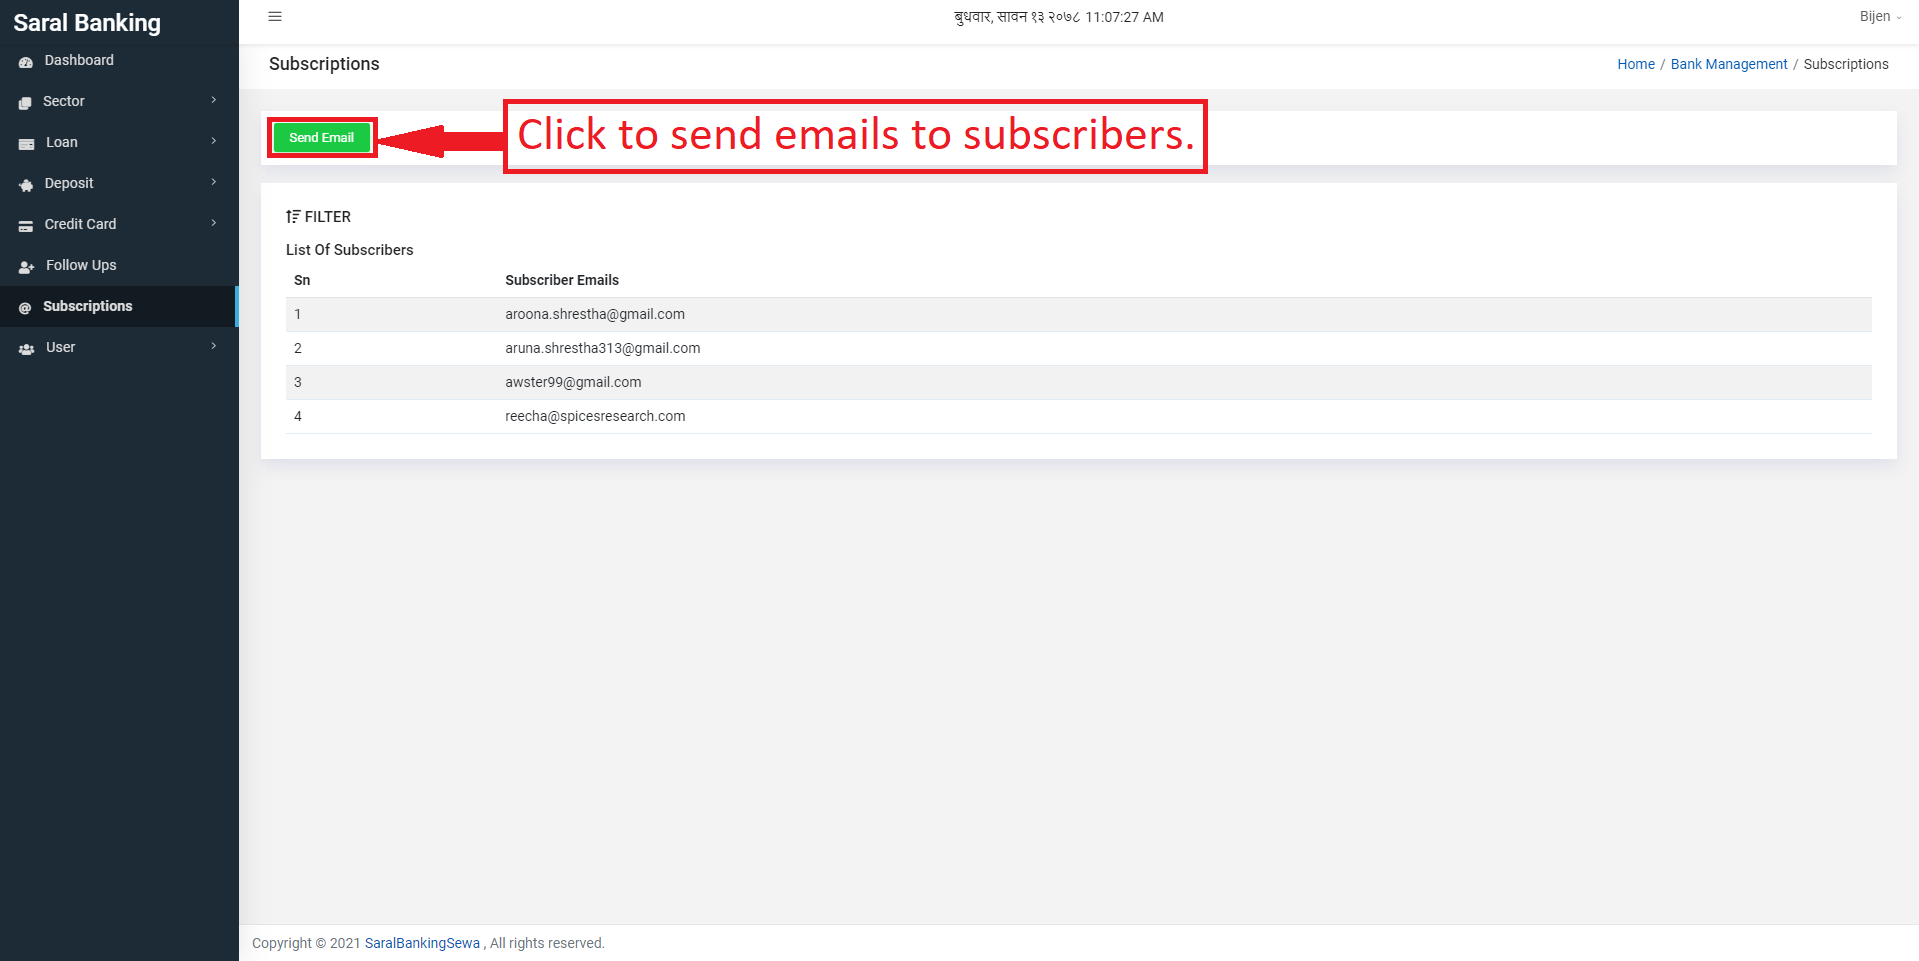 Saral Banking
बुधवार, सावन १३ २०७८ 11:07:27 AM
Bijen
Dashboard
Sector
Loan
Deposit
Credit Card
Follow Ups
Subscriptions
User
Subscriptions
Home / Bank Management / Subscriptions
Send Email
Click to send emails to subscribers.
FILTER
List Of Subscribers
Sn Subscriber Emails
1 aroona.shrestha@gmail.com
2 aruna.shrestha313@gmail.com
3 awster99@gmail.com
4 reecha@spicesresearch.com
Copyright © 2021 SaralBankingSewa , All rights reserved.